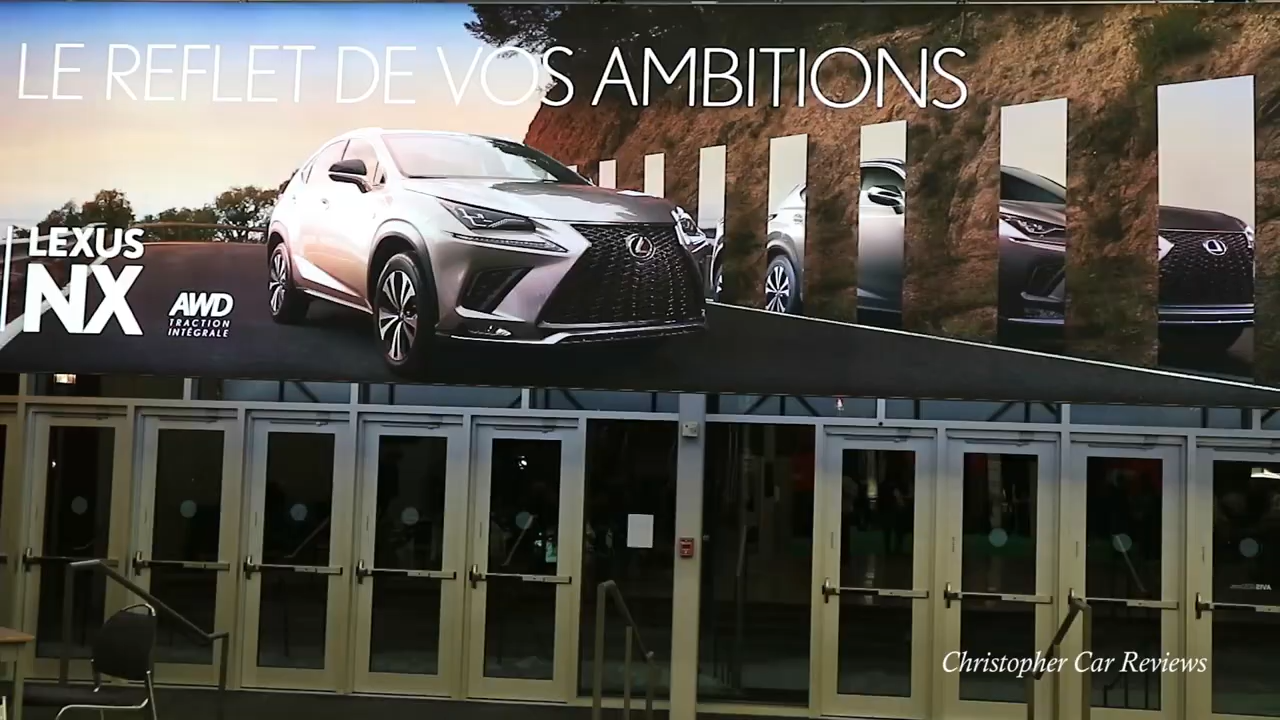 LE REFLET DE VOS AMBITIONS
LEXUS
NX
AWD
TRACTION
INTÉGRALE
Christopher Car Reviews